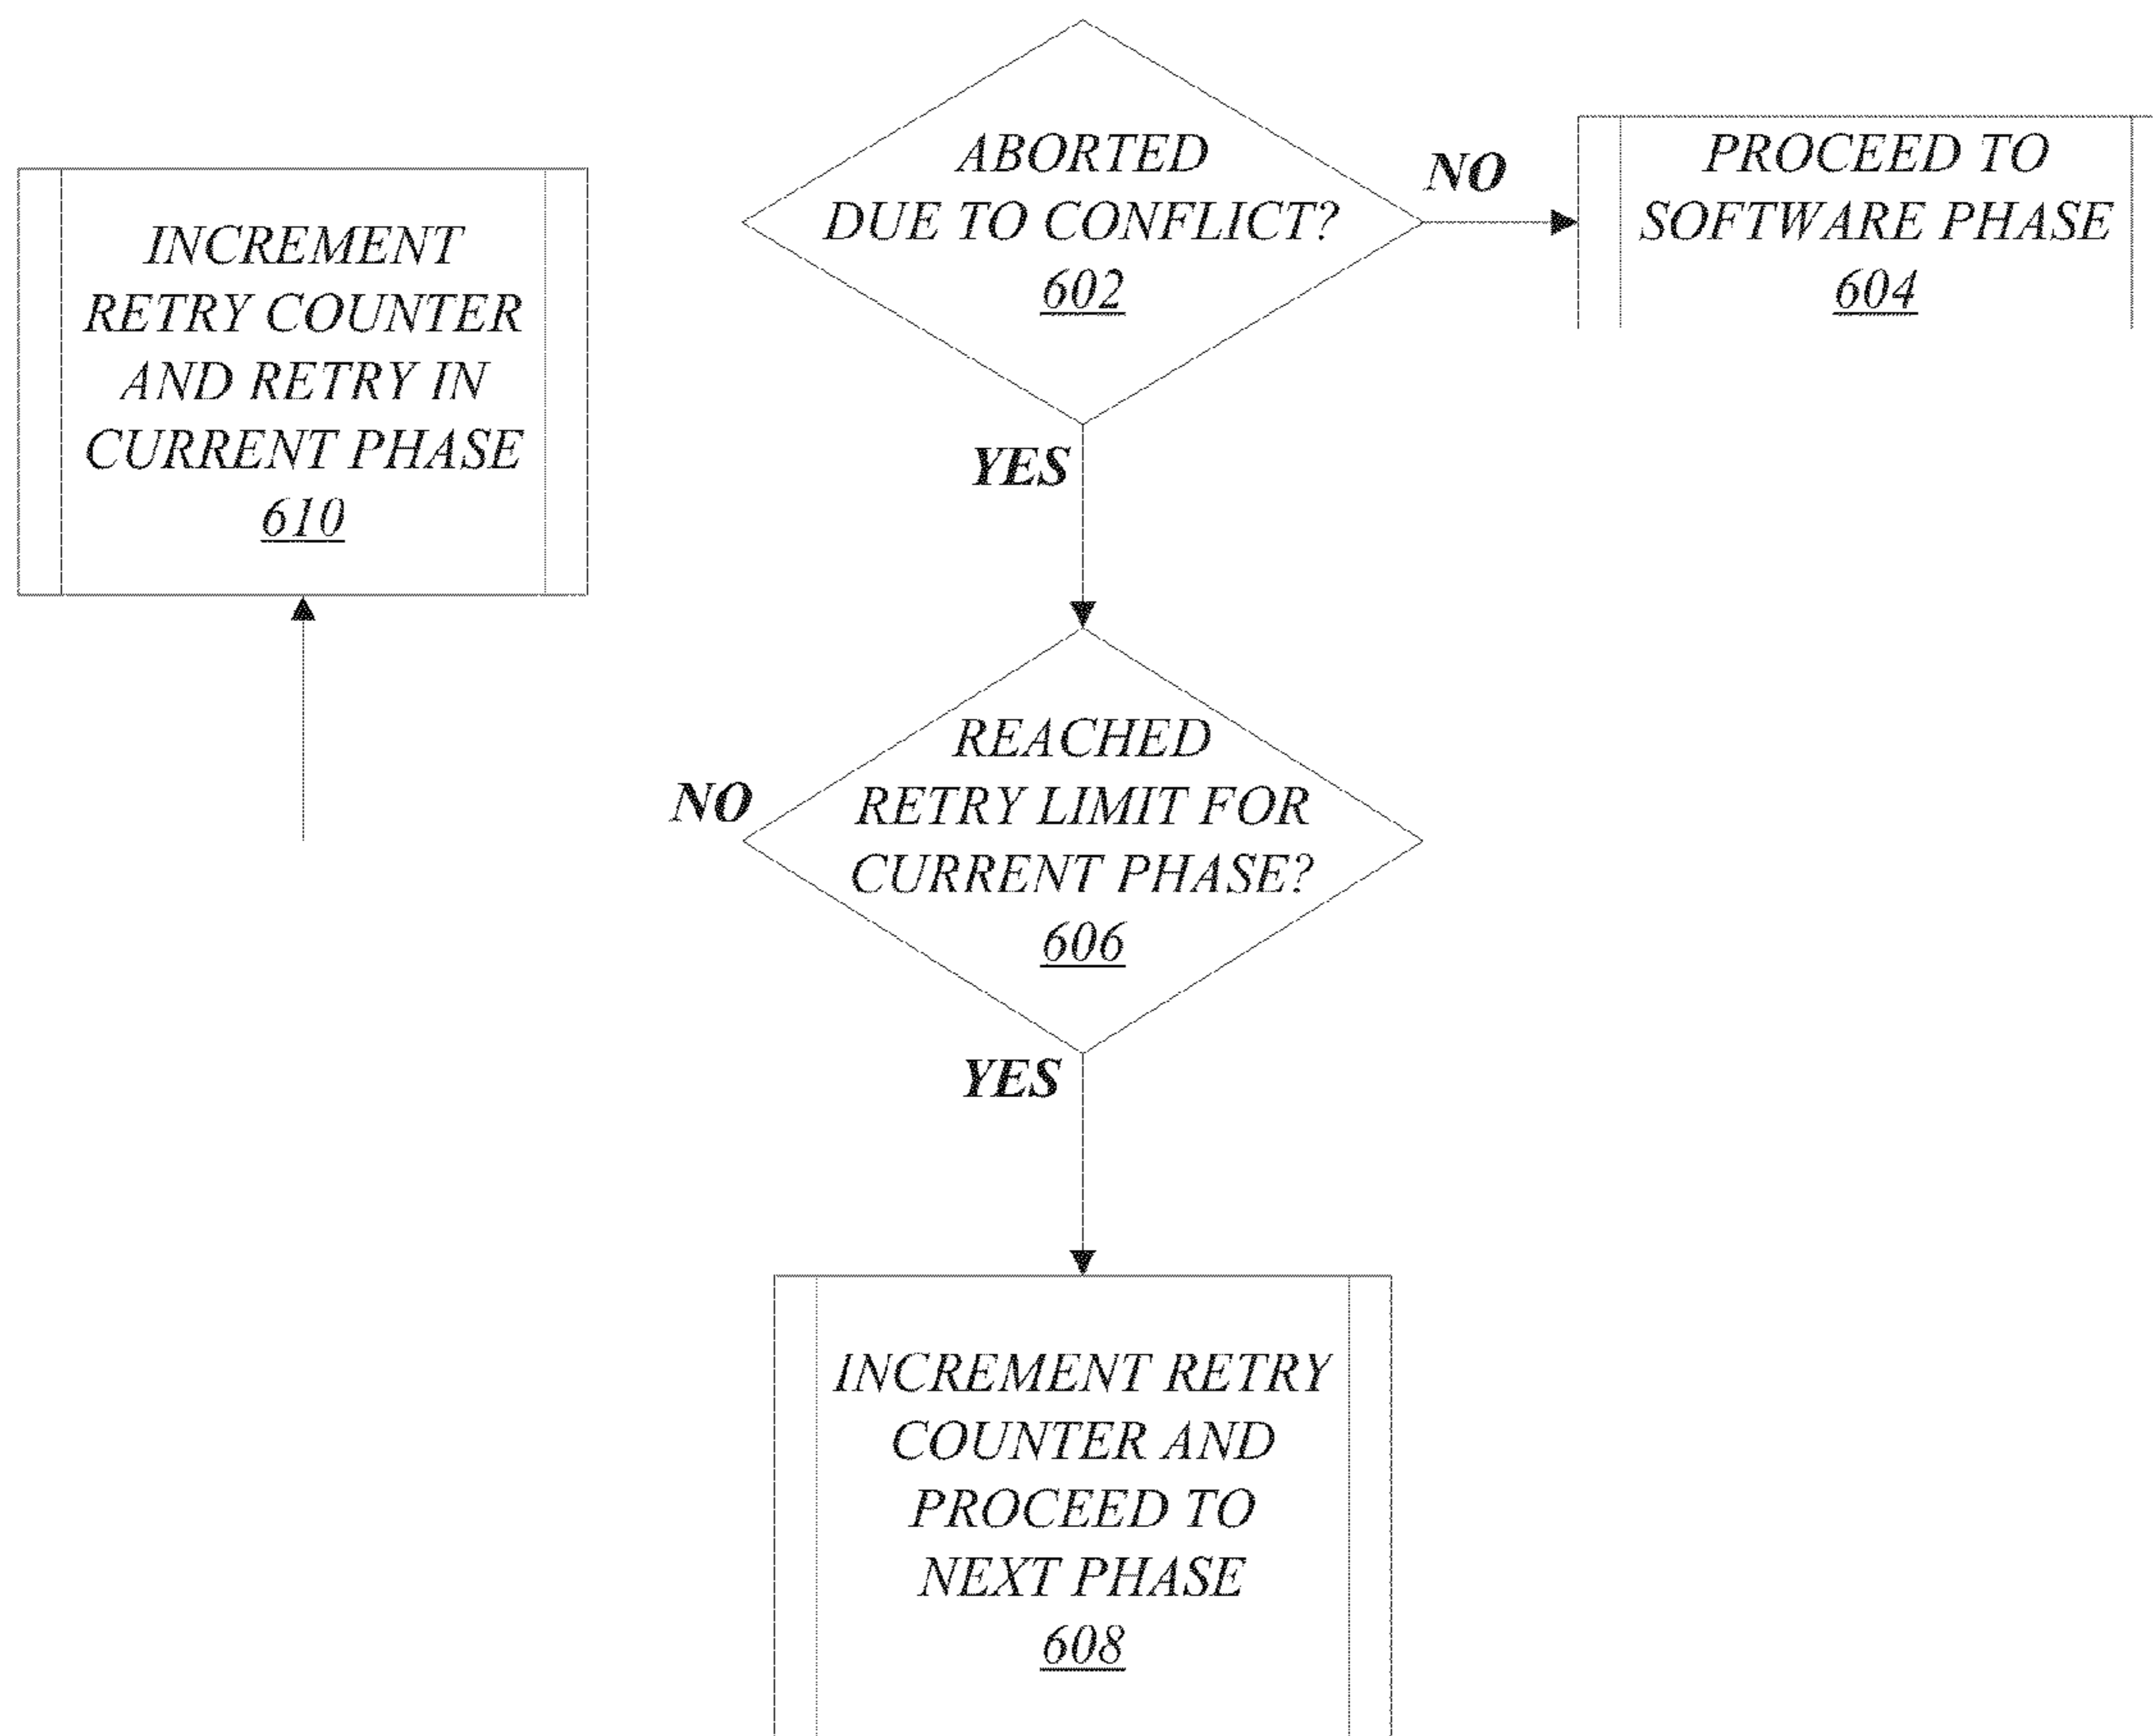 ABORTED
DUE TO CONFLICT?
602
NO
PROCEED TO
SOFTWARE PHASE
604
INCREMENT
RETRY COUNTER
AND RETRY IN
CURRENT PHASE
610
YES
REACHED
RETRY LIMIT FOR
CURRENT PHASE?
606
NO
YES
INCREMENT RETRY
COUNTER AND
PROCEED TO
NEXT PHASE
608